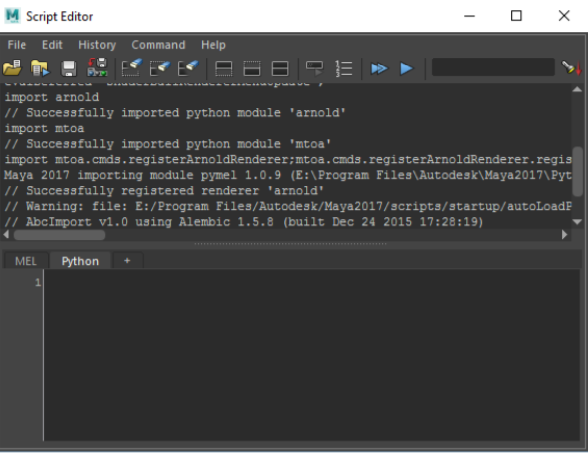 Script Editor
File Edit History Command Help
import arnold
// Successfully imported python module 'arnold'
import mtoa
// Successfully imported python module 'mtoa'
import mtoa.cmds.registerArnoldRenderer;mtoa.cmds.registerArnoldRenderer.regis
Maya 2017 importing module pymel 1.0.9 (E:\Program Files\Autodesk\Maya2017\Pyt
// Successfully registered renderer 'arnold'
// Warning: file: E:/Program Files/Autodesk/Maya2017/scripts/startup/autoLoadP
// AbcImport v1.0 using Alembic 1.5.8 (built Dec 24 2015 17:28:19)
MEL Python +
1